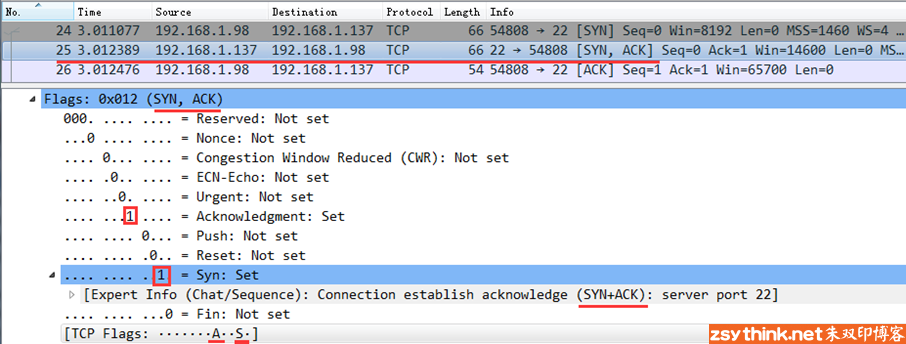 No. Time Source Destination Protocol Length Info
24 3.011077 192.168.1.98 192.168.1.137 TCP 66 54808 → 22 [SYN] Seq=0 Win=8192 Len=0 MSS=1460 WS=4 …
25 3.012389 192.168.1.137 192.168.1.98 TCP 66 22 → 54808 [SYN, ACK] Seq=0 Ack=1 Win=14600 Len=0 MS…
26 3.012476 192.168.1.98 192.168.1.137 TCP 54 54808 → 22 [ACK] Seq=1 Ack=1 Win=65700 Len=0
Flags: 0x012 (SYN, ACK)
000. .... .... = Reserved: Not set
...0 .... .... = Nonce: Not set
.... 0... .... = Congestion Window Reduced (CWR): Not set
.... .0.. .... = ECN-Echo: Not set
.... ..0. .... = Urgent: Not set
.... ...1 .... = Acknowledgment: Set
.... .... 0... = Push: Not set
.... .... .0.. = Reset: Not set
.... .... ..1. = Syn: Set
[Expert Info (Chat/Sequence): Connection establish acknowledge (SYN+ACK): server port 22]
.... .... ...0 = Fin: Not set
[TCP Flags: ·······A··S·]
zsythink.net朱双印博客